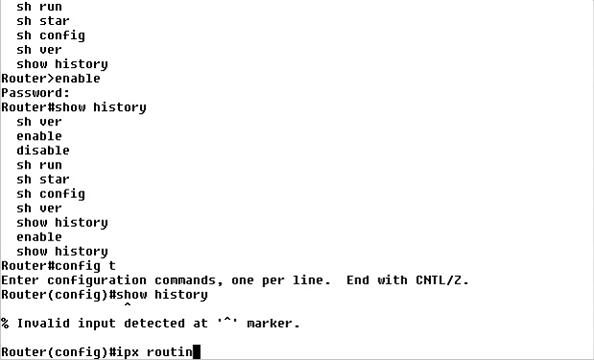 sh run
sh star
sh config
sh ver
show history
Router>enable
Password:
Router#show history
sh ver
enable
disable
sh run
sh star
sh config
sh ver
show history
enable
show history
Router#config t
Enter configuration commands, one per line.  End with CNTL/Z.
Router(config)#show history
^
% Invalid input detected at '^' marker.
Router(config)#ipx routin